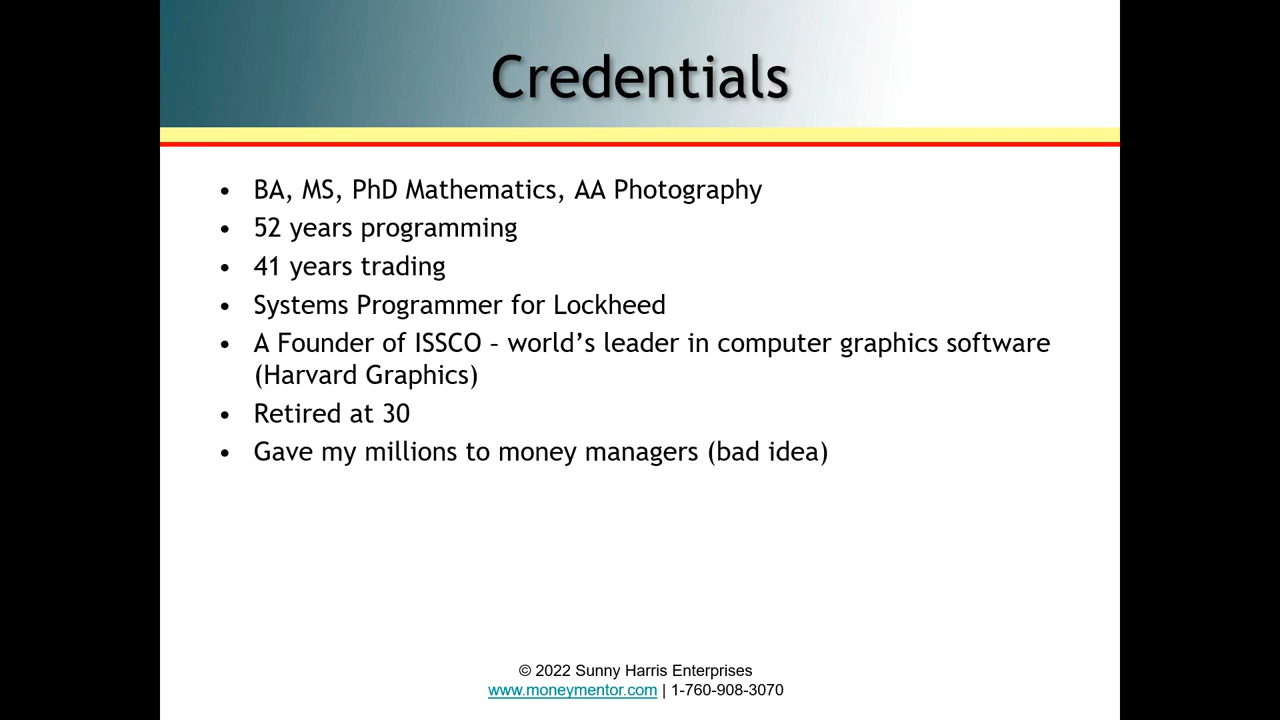 Credentials
• BA, MS, PhD Mathematics, AA Photography
• 52 years programming
• 41 years trading
• Systems Programmer for Lockheed
• A Founder of ISSCO – world’s leader in computer graphics software
(Harvard Graphics)
• Retired at 30
• Gave my millions to money managers (bad idea)
© 2022 Sunny Harris Enterprises
www.moneymentor.com | 1-760-908-3070